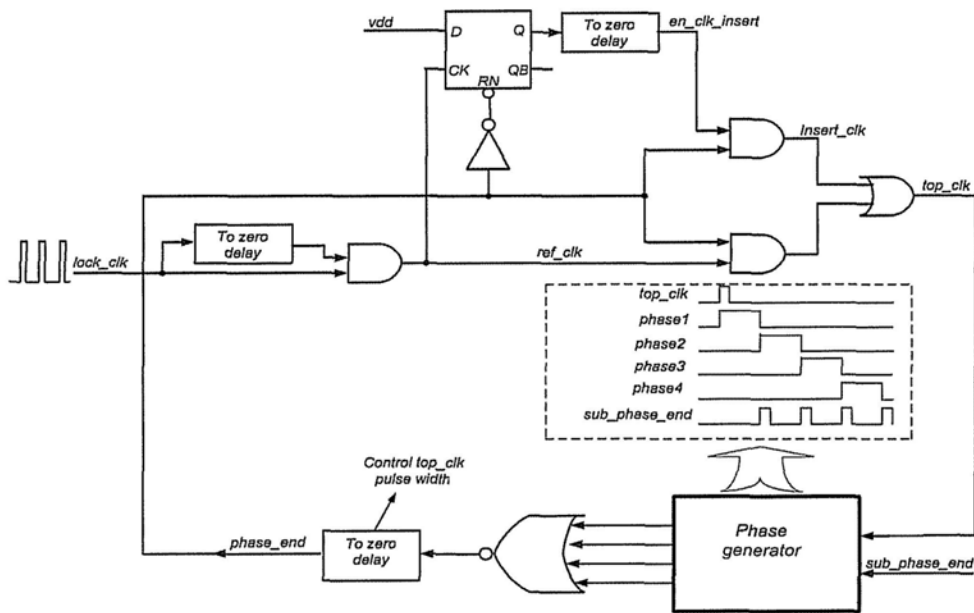 vdd
D
Q
To zero
delay
en_clk_insert
CK
QB
RN
Insert_clk
top_clk
To zero
delay
lock_clk
ref_clk
top_clk
phase1
phase2
phase3
phase4
sub_phase_end
Control top_clk
pulse width
phase_end
To zero
delay
Phase
generator
sub_phase_end